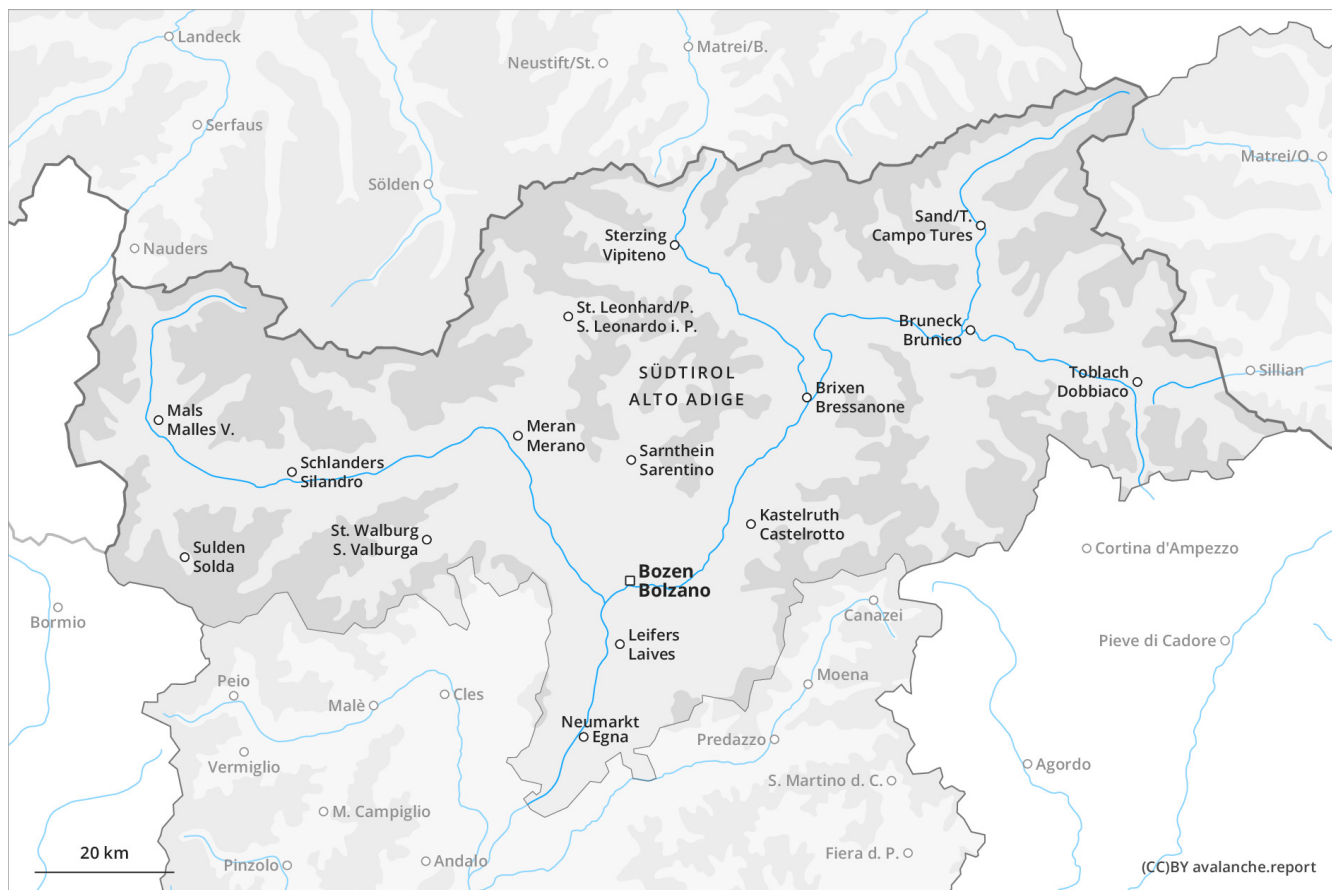 Landeck
Matrei/B.
Neustift/St.
Serfaus
Matrei/O.
Sölden
Sand/T.
Campo Tures
Nauders
Sterzing
Vipiteno
St. Leonhard/P.
S. Leonardo i. P.
Bruneck
Brunico
SÜDTIROL
ALTO ADIGE
Toblach
Dobbiaco
Sillian
Brixen
Bressanone
Mals
Malles V.
Meran
Merano
Schlanders
Silandro
Sarnthein
Sarentino
Kastelruth
Castelrotto
St. Walburg
S. Valburga
Sulden
Solda
Cortina d'Ampezzo
Bozen
Bolzano
Bormio
Canazei
Leifers
Laives
Pieve di Cadore
Peio
Malè
Cles
Moena
Neumarkt
Egna
Predazzo
Vermiglio
Agordo
S. Martino d. C.
M. Campiglio
20 km
Pinzolo
Andalo
Fiera d. P.
(CC)BY avalanche.report